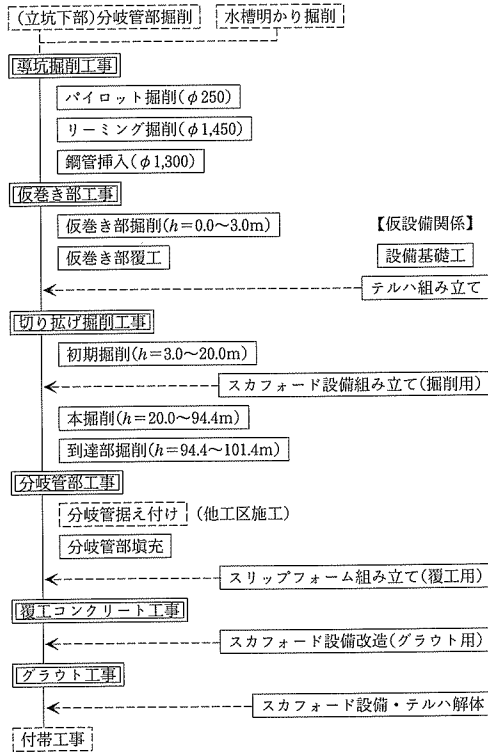 (立坑下部)分岐管部掘削 水槽明かり掘削
導坑掘削工事
パイロット掘削(φ250)
リーミング掘削(φ1,450)
鋼管挿入(φ1,300)
仮巻き部工事
仮巻き部掘削(h=0.0〜3.0m) 【仮設備関係】
仮巻き部覆工 設備基礎工
テルハ組み立て
切り拡げ掘削工事
初期掘削(h=3.0〜20.0m)
スカフォード設備組み立て(掘削用)
本掘削(h=20.0〜94.4m)
到達部掘削(h=94.4〜101.4m)
分岐管部工事
分岐管据え付け (他工区施工)
分岐管部填充
スリップフォーム組み立て(覆工用)
覆工コンクリート工事
スカフォード設備改造(グラウト用)
グラウト工事
スカフォード設備・テルハ解体
付帯工事